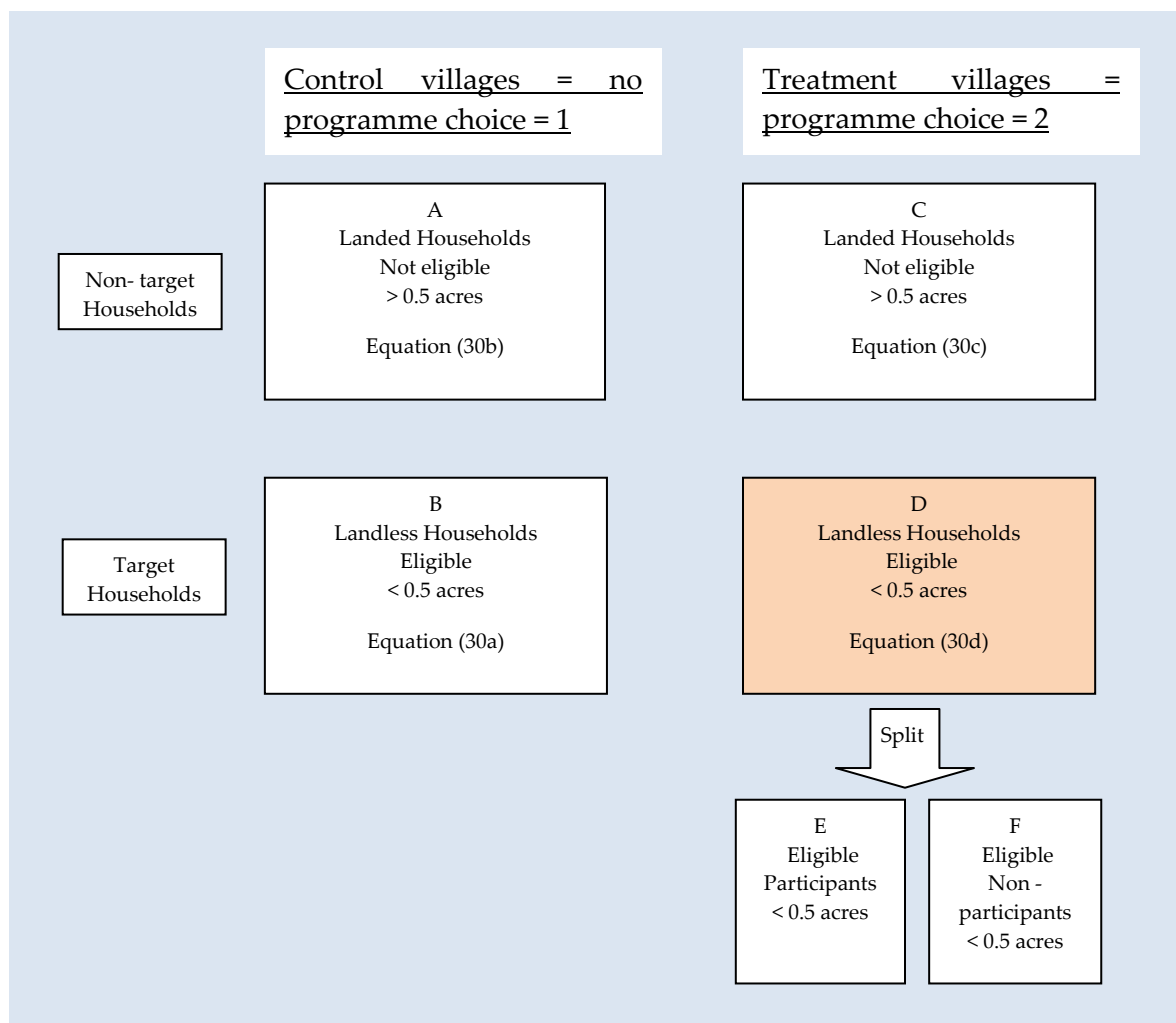 Control villages = no
programme choice = 1
Treatment villages =
programme choice = 2
Non- target
Households
A
Landed Households
Not eligible
> 0.5 acres
Equation (30b)
C
Landed Households
Not eligible
> 0.5 acres
Equation (30c)
Target
Households
B
Landless Households
Eligible
< 0.5 acres
Equation (30a)
D
Landless Households
Eligible
< 0.5 acres
Equation (30d)
Split
E
Eligible
Participants
< 0.5 acres
F
Eligible
Non -
participants
< 0.5 acres